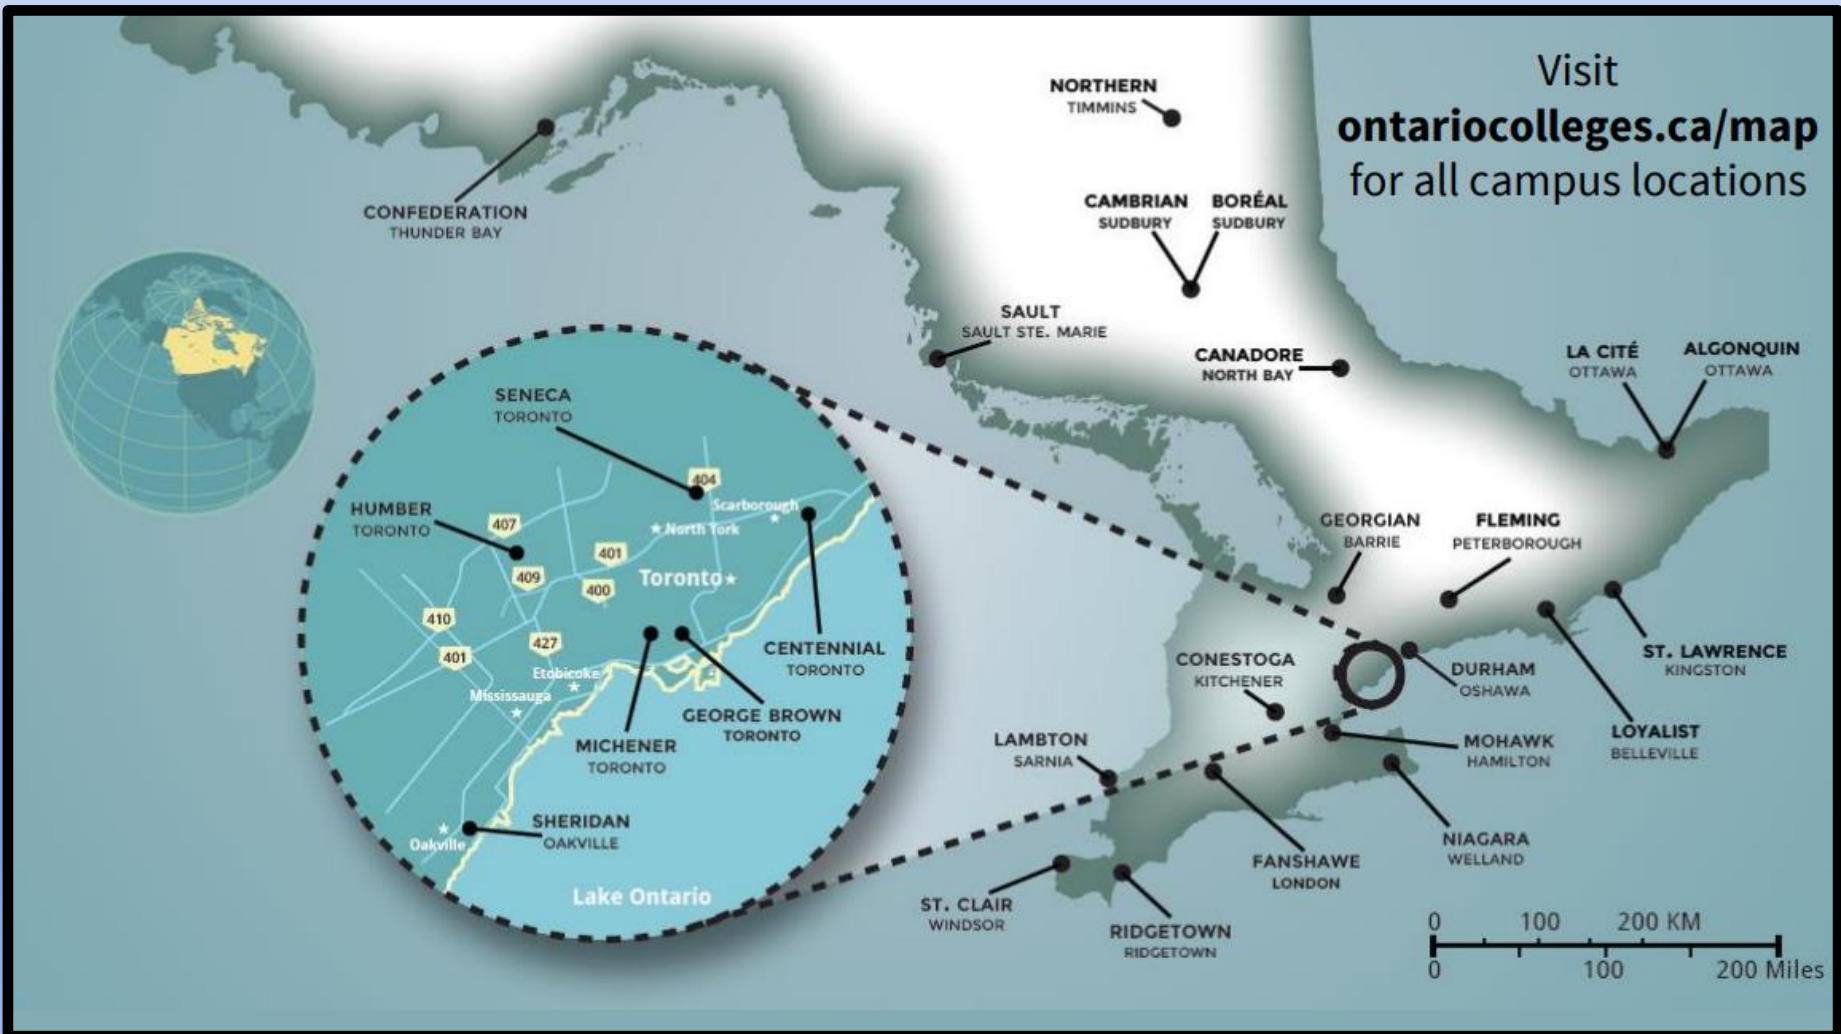 Visit
ontariocolleges.ca/map
for all campus locations
NORTHERN
TIMMINS
CONFEDERATION
THUNDER BAY
CAMBRIAN
SUDBURY
BORÉAL
SUDBURY
SAULT
SAULT STE. MARIE
CANADORE
NORTH BAY
LA CITÉ
OTTAWA
ALGONQUIN
OTTAWA
SENECA
TORONTO
404
Scarborough
HUMBER
TORONTO
407
North York
401
409
400
Toronto
410
401
427
Etobicoke
Mississauga
CENTENNIAL
TORONTO
GEORGE BROWN
TORONTO
MICHENER
TORONTO
SHERIDAN
OAKVILLE
Oakville
Lake Ontario
GEORGIAN
BARRIE
FLEMING
PETERBOROUGH
CONESTOGA
KITCHENER
DURHAM
OSHAWA
ST. LAWRENCE
KINGSTON
LOYALIST
BELLEVILLE
LAMBTON
SARNIA
MOHAWK
HAMILTON
NIAGARA
WELLAND
FANSHAWE
LONDON
ST. CLAIR
WINDSOR
RIDGETOWN
RIDGETOWN
0 100 200 KM
0 100 200 Miles